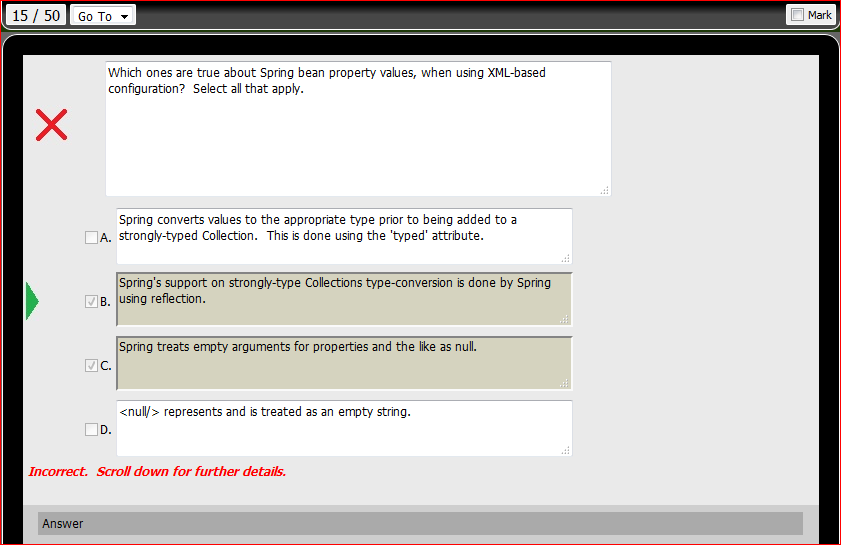 15 / 50 Go To Mark
Which ones are true about Spring bean property values, when using XML-based
configuration?  Select all that apply.
A. Spring converts values to the appropriate type prior to being added to a
strongly-typed Collection.  This is done using the 'typed' attribute.
B. Spring's support on strongly-type Collections type-conversion is done by Spring
using reflection.
C. Spring treats empty arguments for properties and the like as null.
D. <null/> represents and is treated as an empty string.
Incorrect.  Scroll down for further details.
Answer